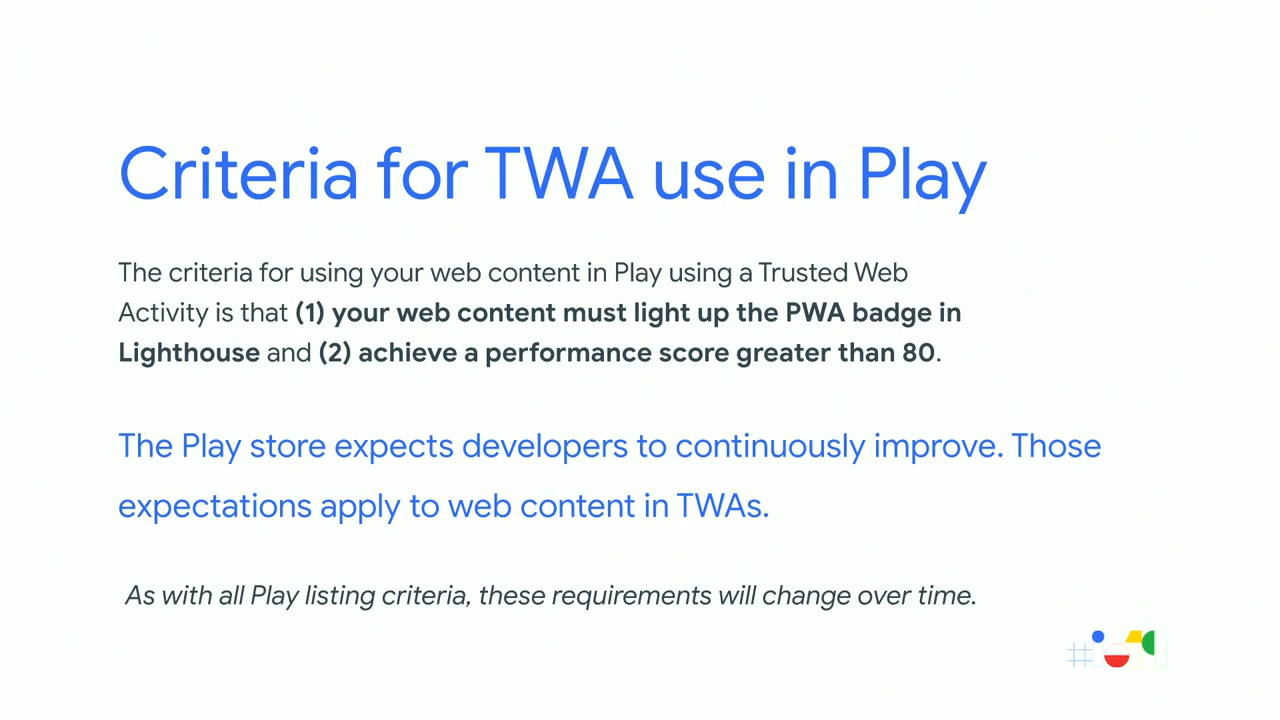 Criteria for TWA use in Play
The criteria for using your web content in Play using a Trusted Web
Activity is that (1) your web content must light up the PWA badge in
Lighthouse and (2) achieve a performance score greater than 80.
The Play store expects developers to continuously improve. Those
expectations apply to web content in TWAs.
As with all Play listing criteria, these requirements will change over time.